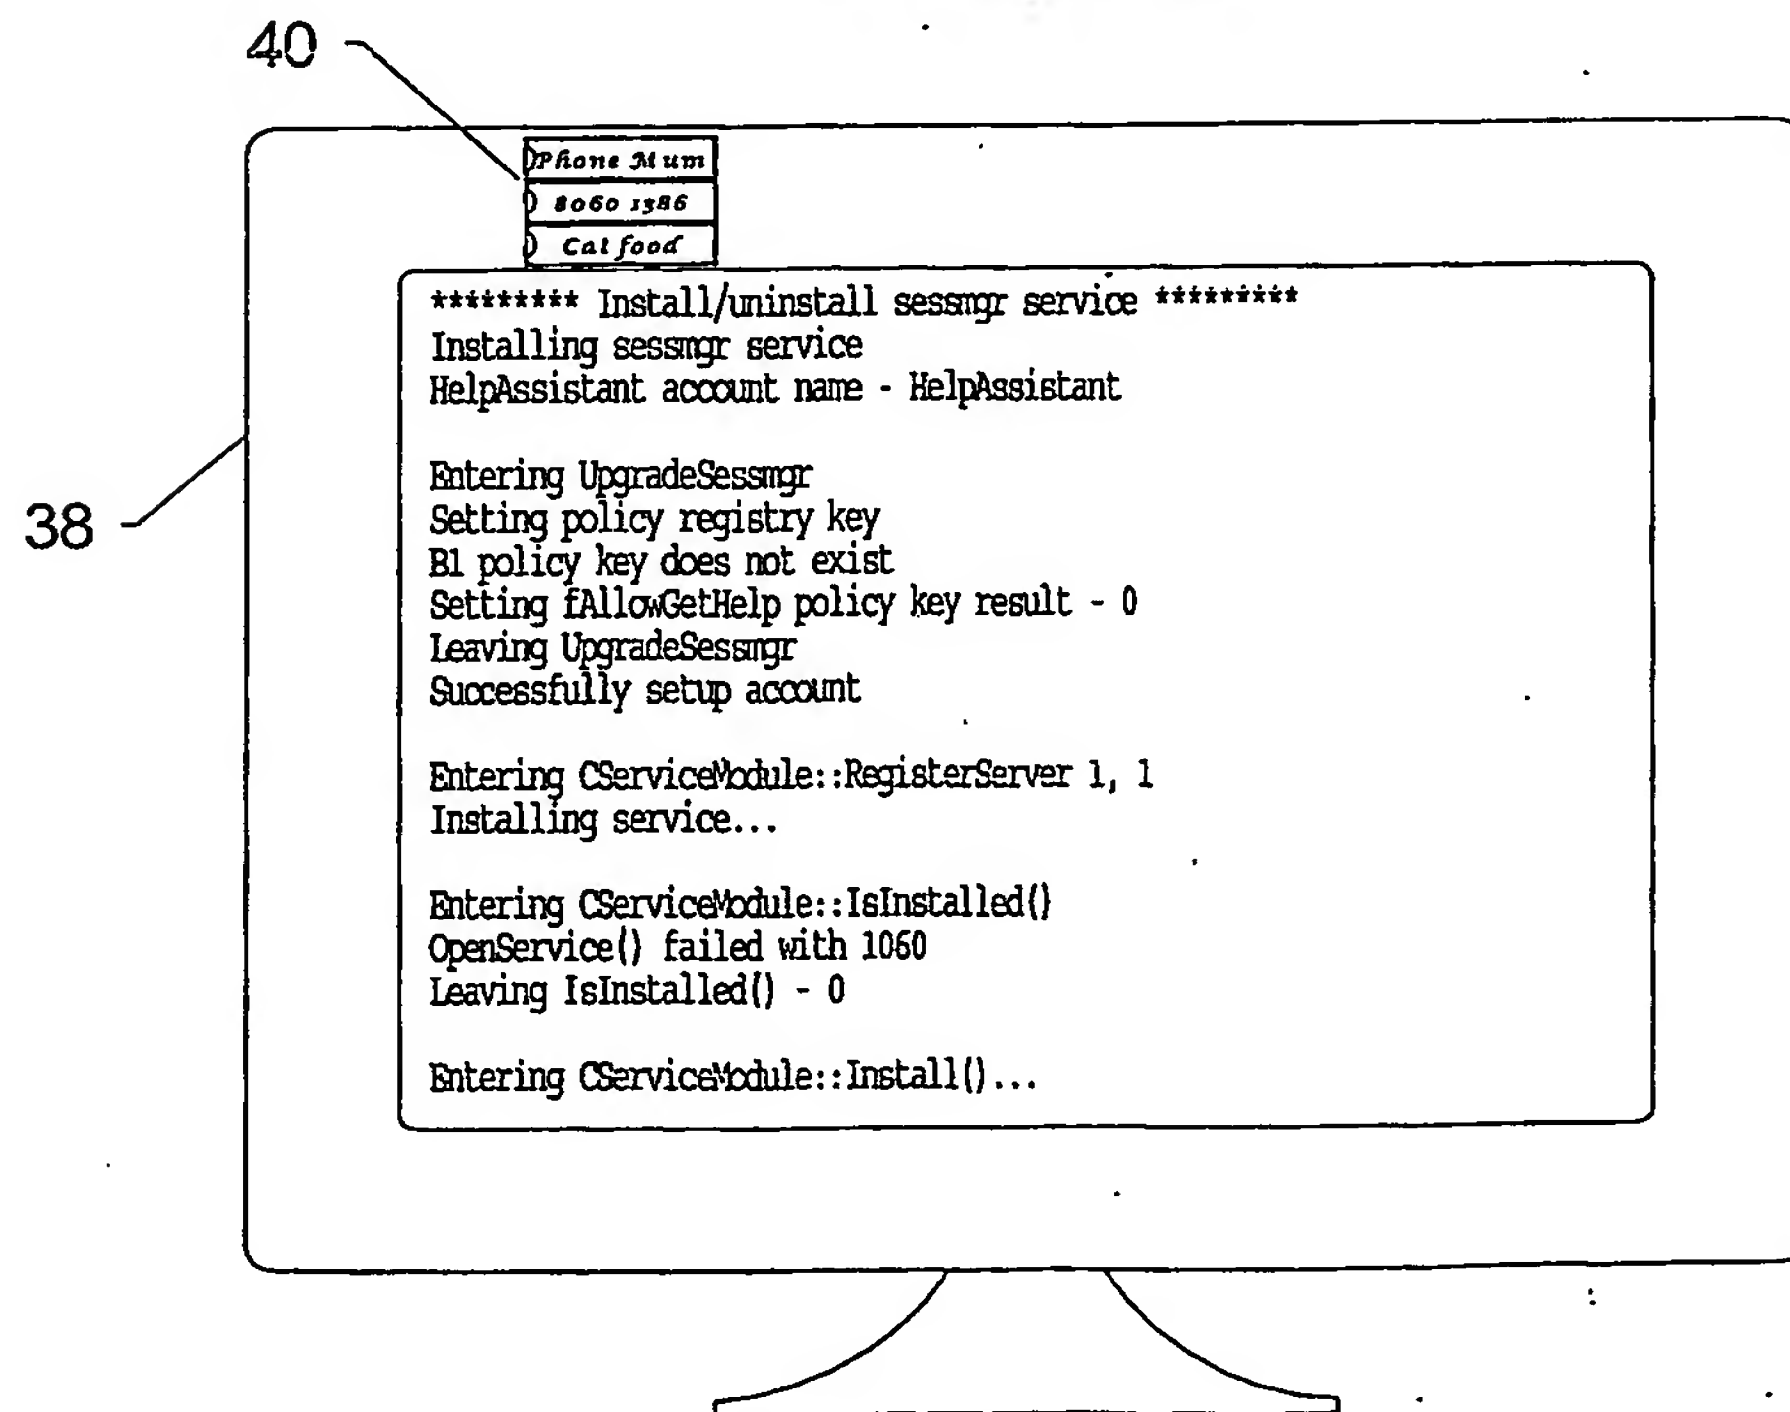 40
Phone Mum
8060 1386
Cat food
********* Install/uninstall sessmgr service *********
Installing sessmgr service
HelpAssistant account name - HelpAssistant
38
Entering UpgradeSessmgr
Setting policy registry key
B1 policy key does not exist
Setting fAllowGetHelp policy key result - 0
Leaving UpgradeSessmgr
Successfully setup account
Entering CServiceModule::RegisterServer 1, 1
Installing service...
Entering CServiceModule::IsInstalled()
OpenService() failed with 1060
Leaving IsInstalled() - 0
Entering CServiceModule::Install()...